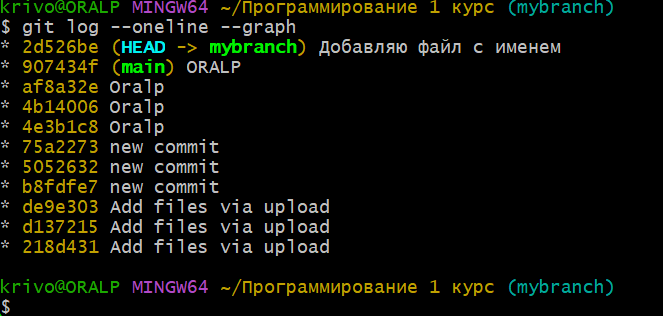 krivo@ORALP MINGW64 ~/Программирование 1 курс (mybranch)
$ git log --oneline --graph
* 2d526be (HEAD -> mybranch) Добавляю файл с именем
* 907434f (main) ORALP
* af8a32e Oralp
* 4b14006 Oralp
* 4e3b1c8 Oralp
* 75a2273 new commit
* 5052632 new commit
* b8fdfe7 new commit
* de9e303 Add files via upload
* d137215 Add files via upload
* 218d431 Add files via upload
krivo@ORALP MINGW64 ~/Программирование 1 курс (mybranch)
$